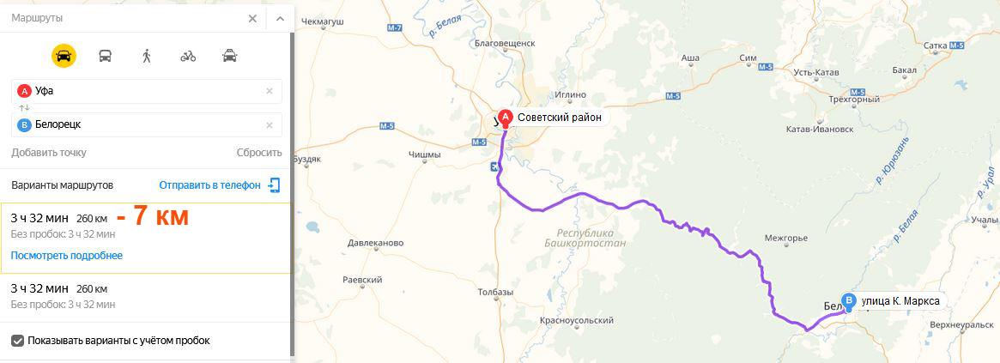 Маршруты
A Уфа
B Белорецк
Добавить точку
Сбросить
Варианты маршрутов
Отправить в телефон
3 ч 32 мин 260 км - 7 км
Без пробок: 3 ч 32 мин
Посмотреть подробнее
3 ч 32 мин 260 км
Без пробок: 3 ч 32 мин
Показывать варианты с учётом пробок
Чекмагуш
М-7
р. Белая
Благовещенск
Аша
Сим
М-5
Усть-Катав
Сатка
М-5
Бакал
Трёхгорный
Иглино
М-5
Катав-Ивановск
A Советский район
У
М-5
М-5
Чишмы
Буздяк
р. Юрюзань
р. Урал
р. Белая
Учалы
Межгорье
Республика
Башкортостан
Давлеканово
Раевский
Толбазы
Красноусольский
B
Бел
улица К. Маркса
Верхнеуральск